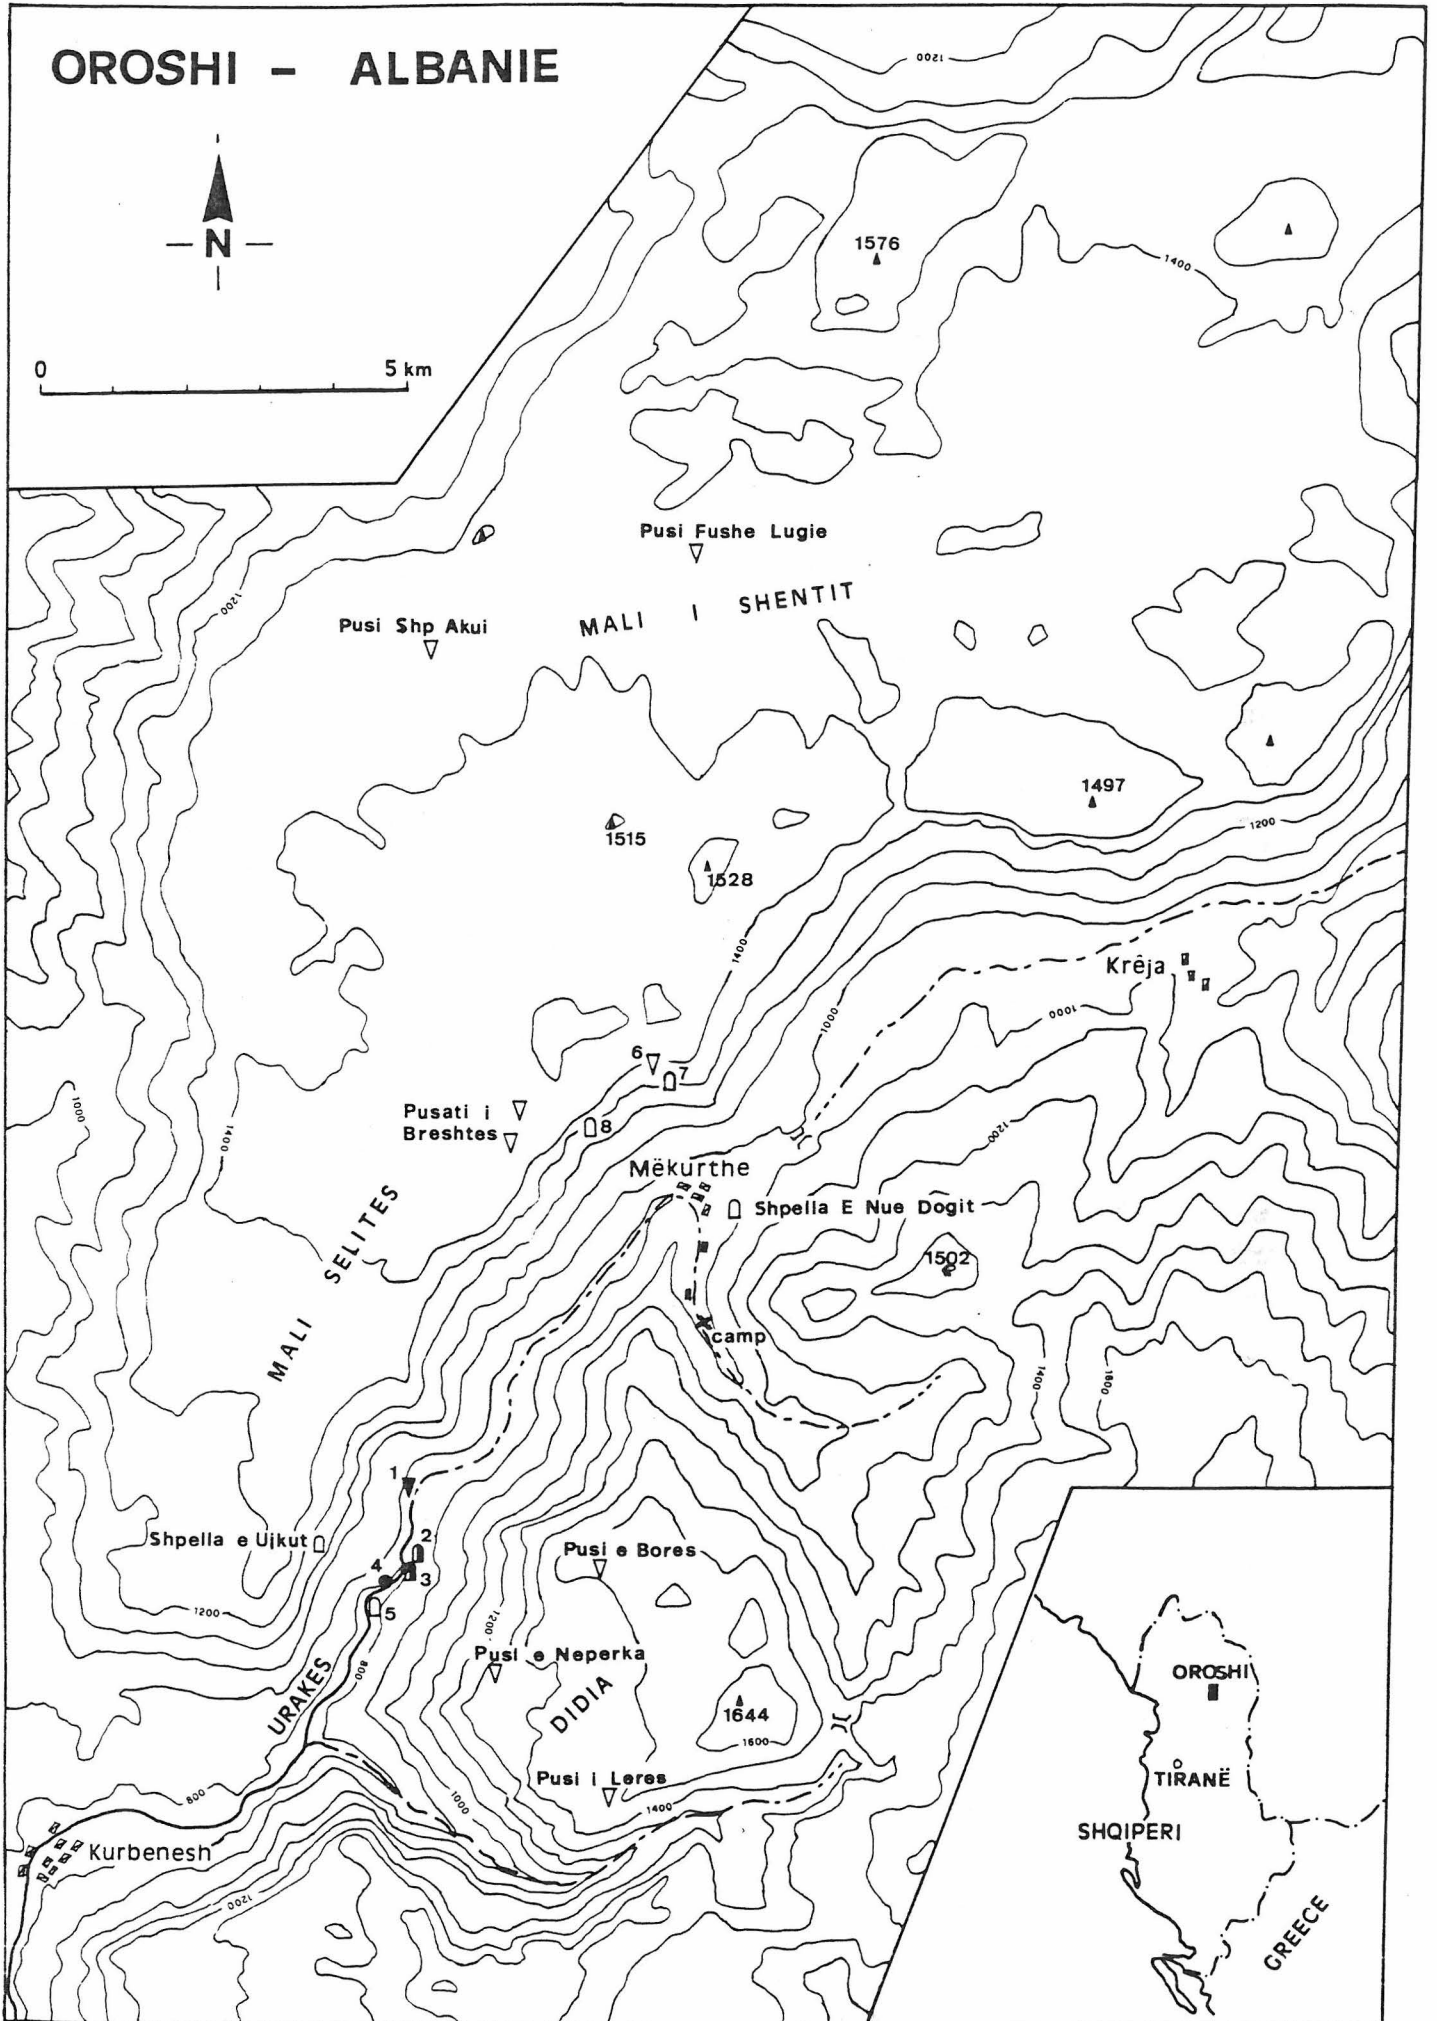 OROSHI - ALBANIE
N
0 5 km
1200
1576
1400
Pusi Fushe Lugie
MALI I SHENTIT
1200
Pusi Shp Akui
1497
1200
1515
1528
1400
Krêja
1000
1000
6
7
1000
Pusati i
Breshtes
8
1400
1200
Mëkurthe
Shpella E Nue Dôgit
1502
MALI SELITES
camp
1400
1800
1
Shpella e Ujkut
2
4
3
5
Pusi e Bores
1200
1200
Pusi e Neperka
800
URAKES
DIDIA
1644
1600
Pusi i Leres
800
1000
1400
Kurbenesh
1200
OROSHI
TIRANË
SHQIPERI
GREECE